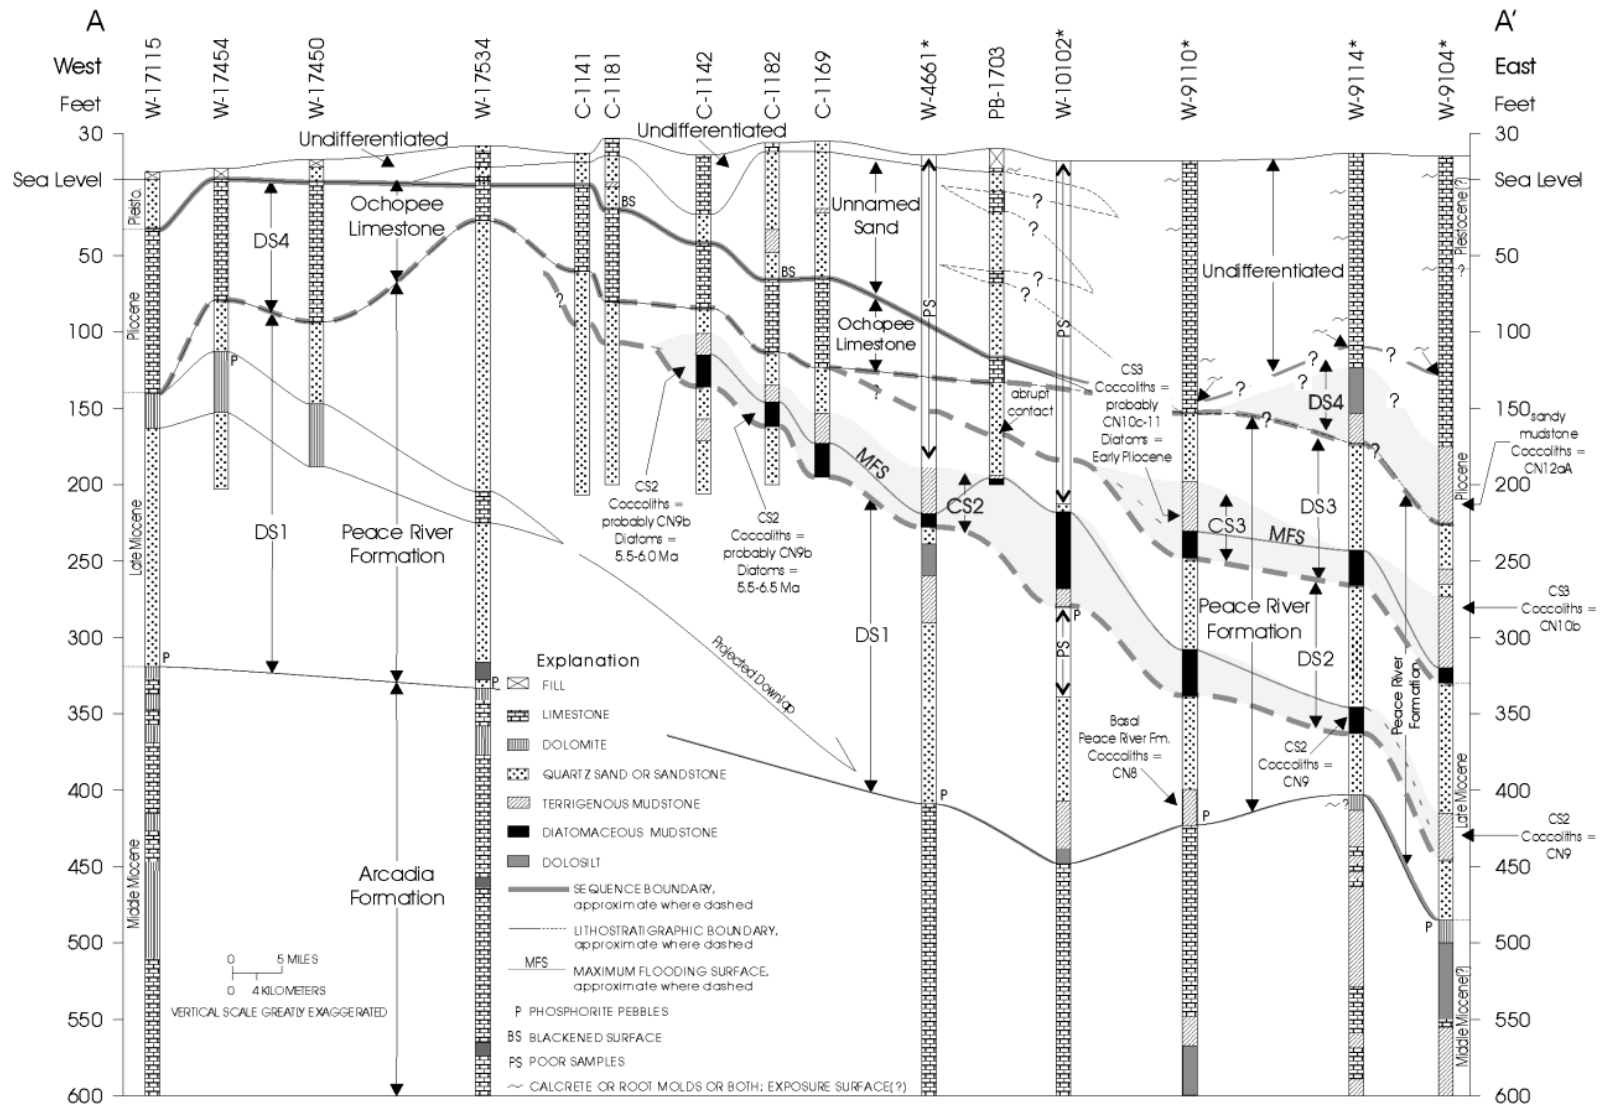 A
A'
West
East
Feet
Feet
W-17115
W-17454
W-17450
W-17534
C-1141
C-1181
C-1142
C-1182
C-1169
W-4661*
PB-1703
W-10102*
W-9110*
W-9114*
W-9104*
30
Sea Level
50
100
150
200
250
300
350
400
450
500
550
600
30
Sea Level
50
100
150
200
250
300
350
400
450
500
550
600
Pleisto.
Pliocene
Late Miocene
Middle Miocene
Undifferentiated
Undifferentiated
DS4
Ochopee
Limestone
BS
BS
Unnamed
Sand
Ochopee
Limestone
PS
PS
PS
?
?
?
?
?
?
Undifferentiated
P
DS1
Peace River
Formation
P
P
Arcadia
Formation
CS2
Coccoliths =
probably CN9b
Diatoms =
5.5-6.0 Ma
CS2
Coccoliths =
probably CN9b
Diatoms =
5.5-6.5 Ma
MFS
CS2
abrupt
contact
CS3
Coccoliths =
probably
CN10c-11
Diatoms =
Early Pliocene
DS1
Projected Downlap
P
P
P
P
?
?
?
?
?
?
?
DS4
DS3
CS3
MFS
Peace River
Formation
DS2
Basal
Peace River Fm.
Coccoliths =
CN8
CS2
Coccoliths =
CN9
Peace River
Formation
Pleistocene(?)
?
Pliocene
Late Miocene
Middle Miocene(?)
sandy
mudstone
Coccoliths =
CN12aA
CS3
Coccoliths =
CN10b
CS2
Coccoliths =
CN9
Explanation
FILL
LIMESTONE
DOLOMITE
QUARTZ SAND OR SANDSTONE
TERRIGENOUS MUDSTONE
DIATOMACEOUS MUDSTONE
DOLOSILT
SEQUENCE BOUNDARY,
approximate where dashed
LITHOSTRATIGRAPHIC BOUNDARY,
approximate where dashed
MFS
MAXIMUM FLOODING SURFACE,
approximate where dashed
P PHOSPHORITE PEBBLES
BS BLACKENED SURFACE
PS POOR SAMPLES
CALCRETE OR ROOT MOLDS OR BOTH; EXPOSURE SURFACE(?)
0 5 MILES
0 4 KILOMETERS
VERTICAL SCALE GREATLY EXAGGERATED